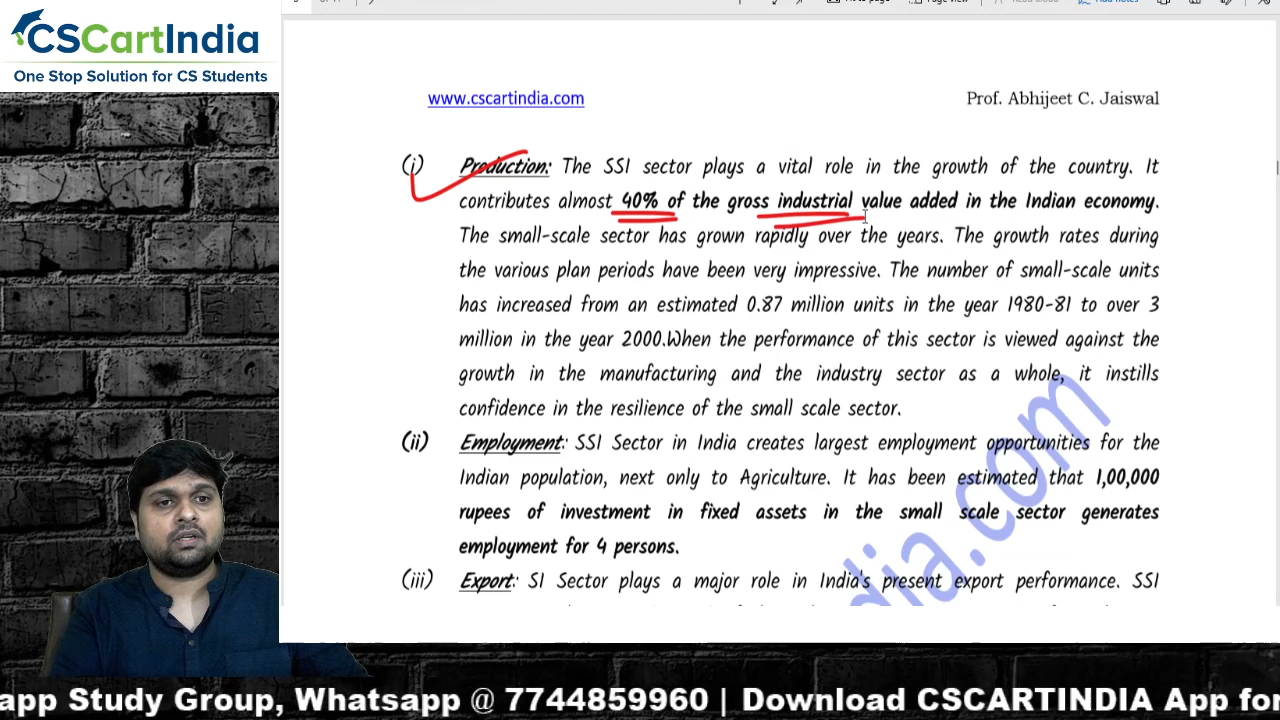 CSCartIndia
One Stop Solution for CS Students
www.cscartindia.com
Prof. Abhijeet C. Jaiswal
(i) Production: The SSI sector plays a vital role in the growth of the country. It
contributes almost 40% of the gross industrial value added in the Indian economy.
The small-scale sector has grown rapidly over the years. The growth rates during
the various plan periods have been very impressive. The number of small-scale units
has increased from an estimated 0.87 million units in the year 1980-81 to over 3
million in the year 2000.When the performance of this sector is viewed against the
growth in the manufacturing and the industry sector as a whole, it instills
confidence in the resilience of the small scale sector.
(ii) Employment: SSI Sector in India creates largest employment opportunities for the
Indian population, next only to Agriculture. It has been estimated that 1,00,000
rupees of investment in fixed assets in the small scale sector generates
employment for 4 persons.
(iii) Export: SI Sector plays a major role in India's present export performance. SSI
dia.com
app Study Group, Whatsapp @ 7744859960 | Download CSCARTINDIA App for